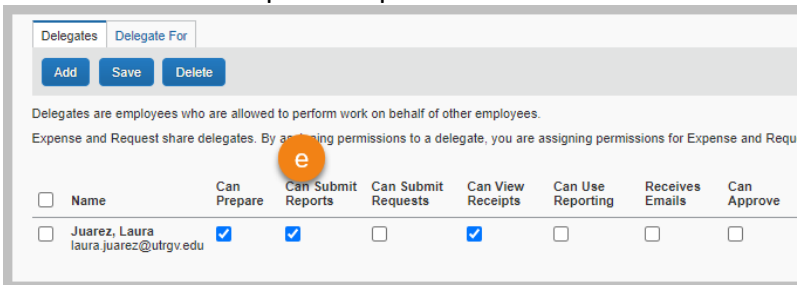 Delegates Delegate For
Add Save Delete
Delegates are employees who are allowed to perform work on behalf of other employees.
Expense and Request share delegates. By assigning permissions to a delegate, you are assigning permissions for Expense and Requ
e
Name Can Prepare Can Submit Reports Can Submit Requests Can View Receipts Can Use Reporting Receives Emails Can Approve
Juarez, Laura
laura.juarez@utrgv.edu